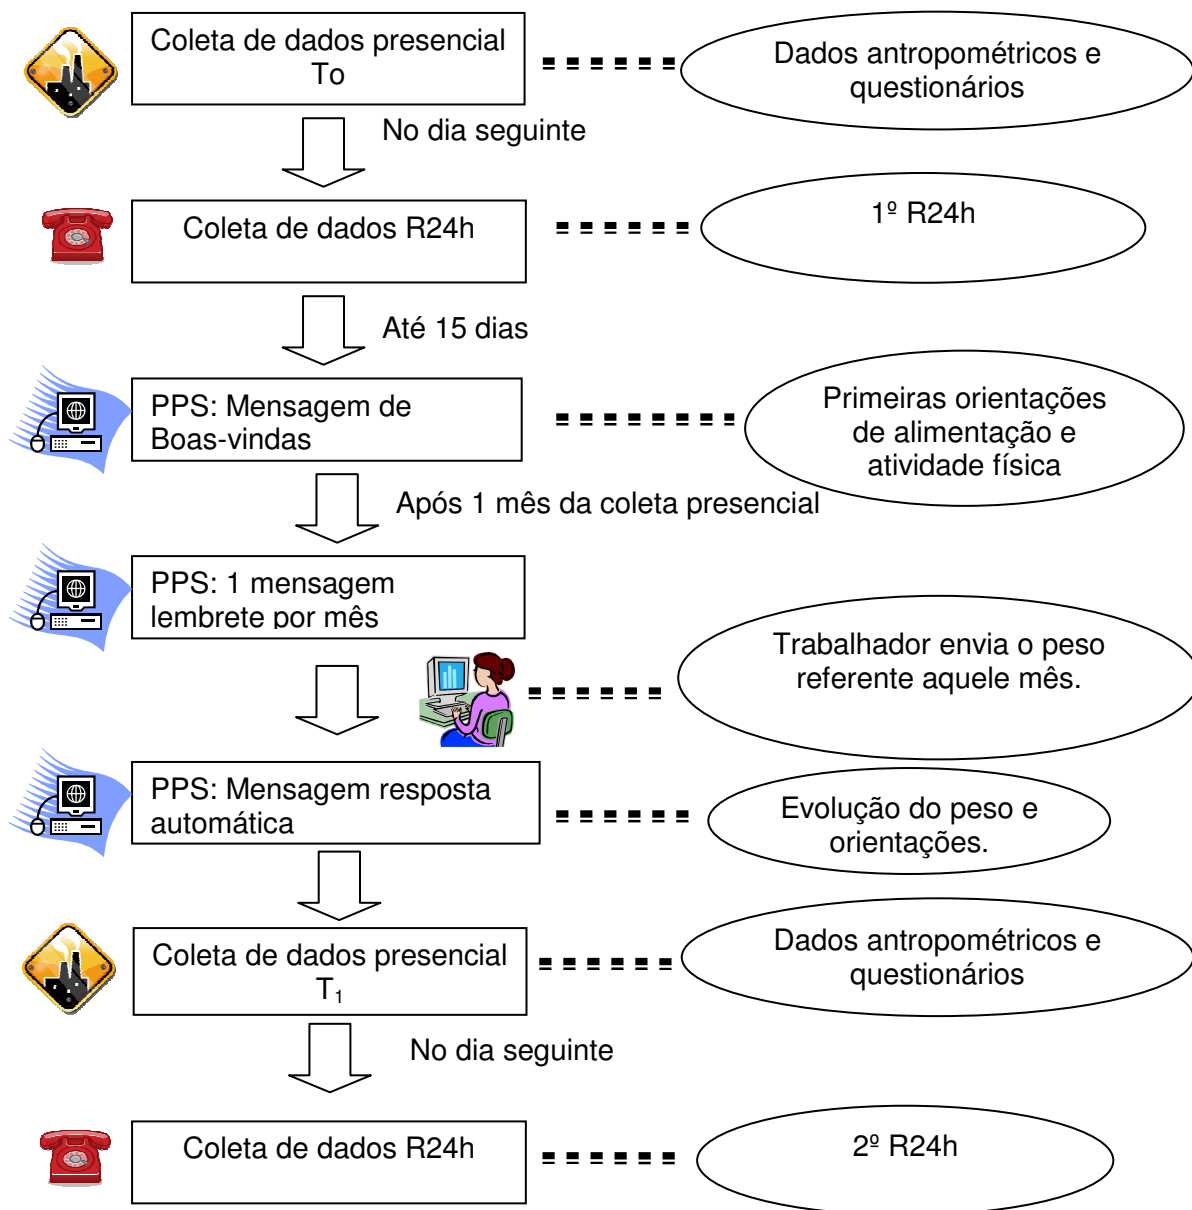 Coleta de dados presencial
To
Dados antropométricos e
questionários
No dia seguinte
Coleta de dados R24h
1º R24h
Até 15 dias
PPS: Mensagem de
Boas-vindas
Primeiras orientações
de alimentação e
atividade física
Após 1 mês da coleta presencial
PPS: 1 mensagem
lembrete por mês
Trabalhador envia o peso
referente aquele mês.
PPS: Mensagem resposta
automática
Evolução do peso e
orientações.
Coleta de dados presencial
T₁
Dados antropométricos e
questionários
No dia seguinte
Coleta de dados R24h
2º R24h